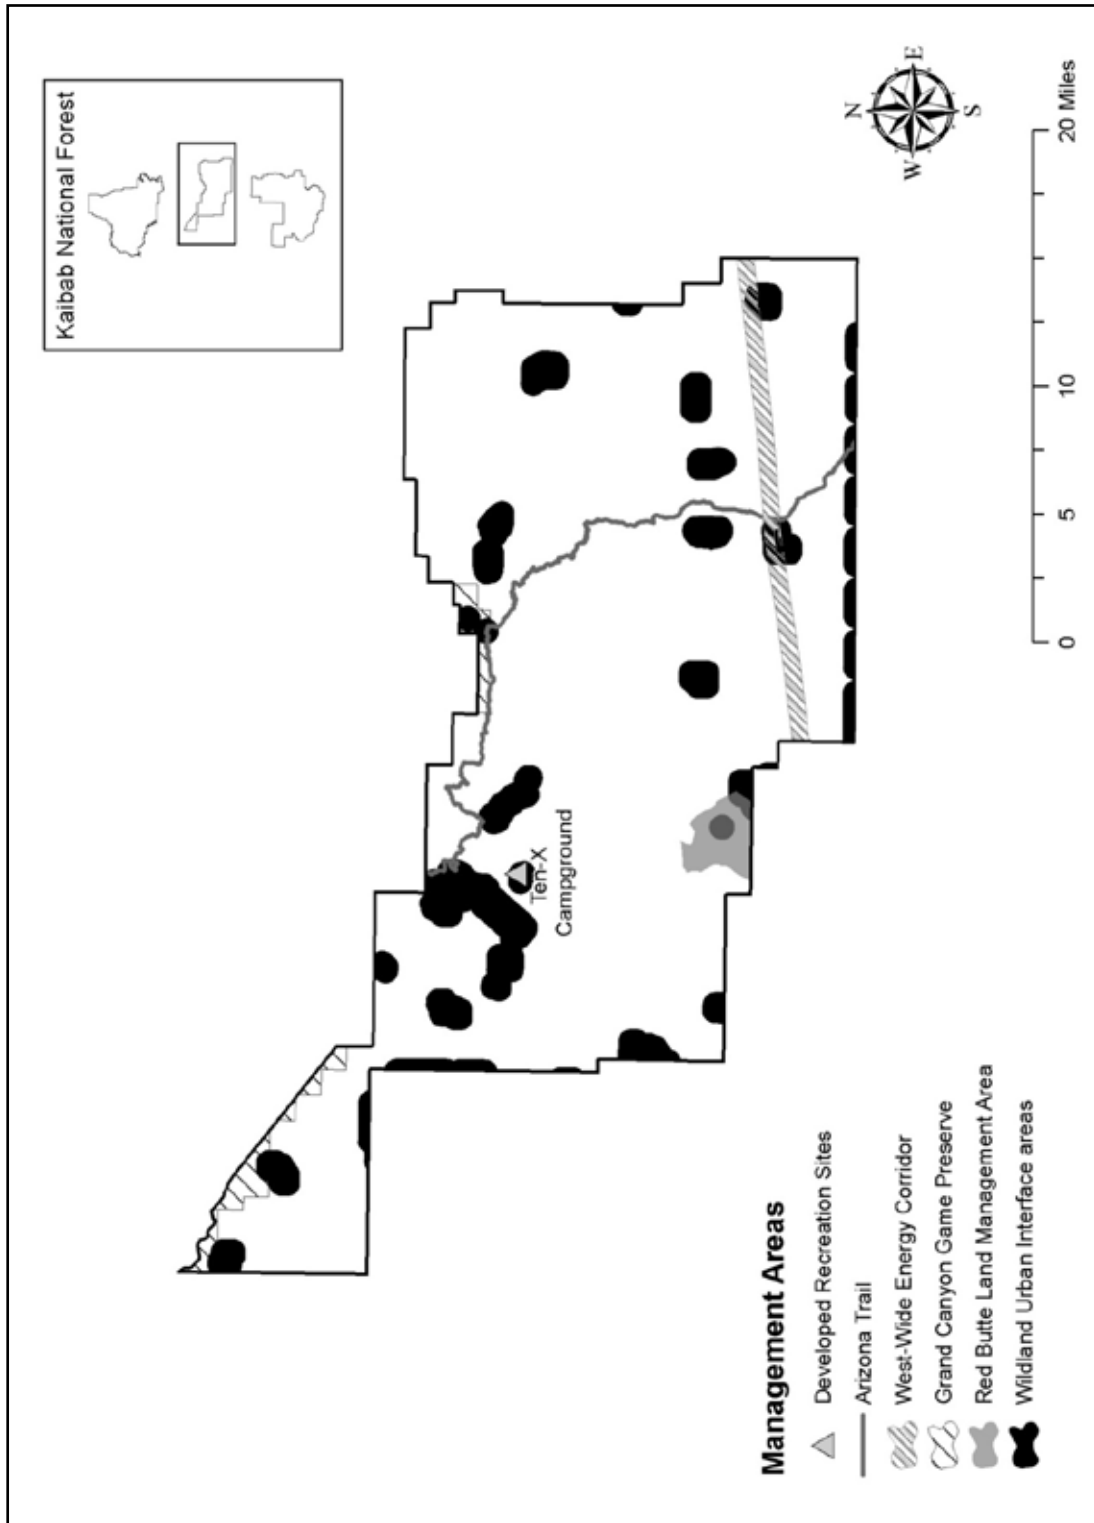 Kaibab National Forest
Ten-X
Campground
N
W
E
S
0
5
10
20 Miles
Management Areas
Developed Recreation Sites
Arizona Trail
West-Wide Energy Corridor
Grand Canyon Game Preserve
Red Butte Land Management Area
Wildland Urban Interface areas